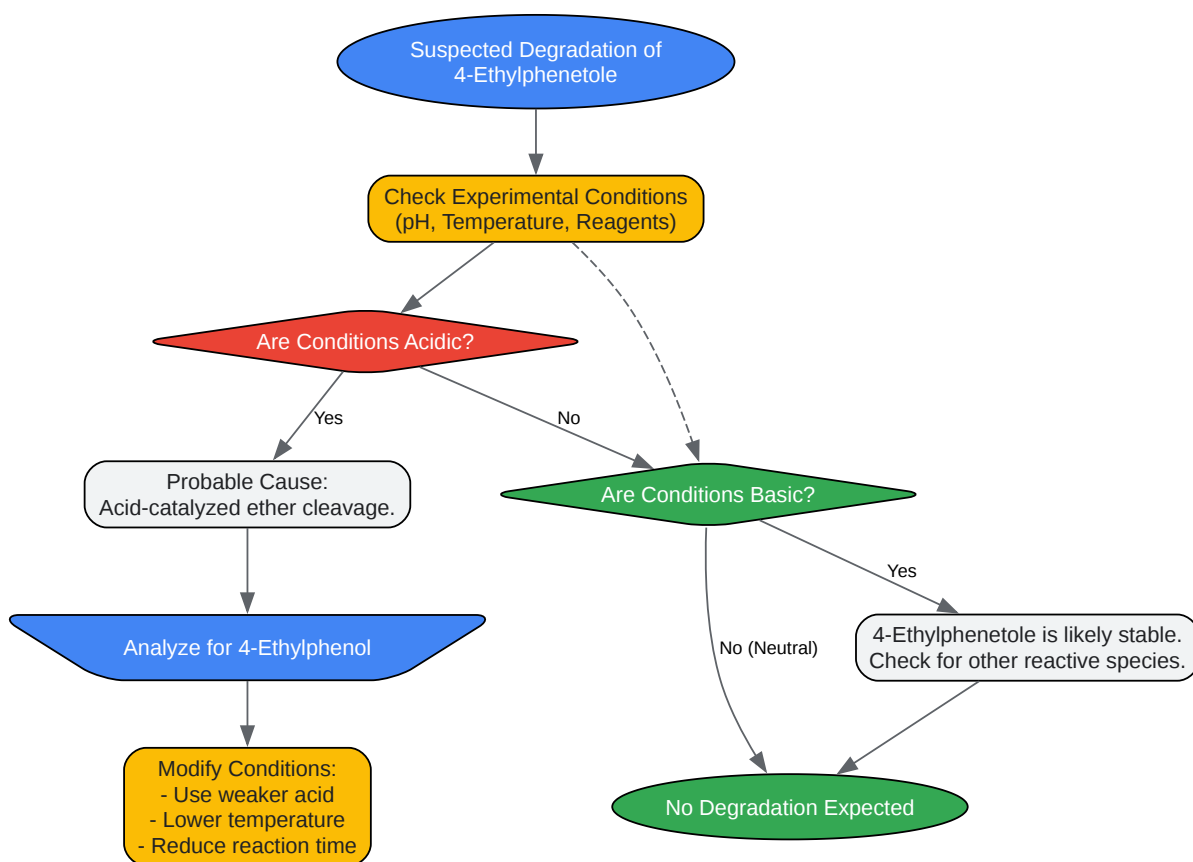 Suspected Degradation of
4-Ethylphenetole
Check Experimental Conditions
(pH, Temperature, Reagents)
Are Conditions Acidic?
Yes
No
Probable Cause:
Acid-catalyzed ether cleavage.
Are Conditions Basic?
Yes
No (Neutral)
Analyze for 4-Ethylphenol
4-Ethylphenetole is likely stable.
Check for other reactive species.
Modify Conditions:
- Use weaker acid
- Lower temperature
- Reduce reaction time
No Degradation Expected